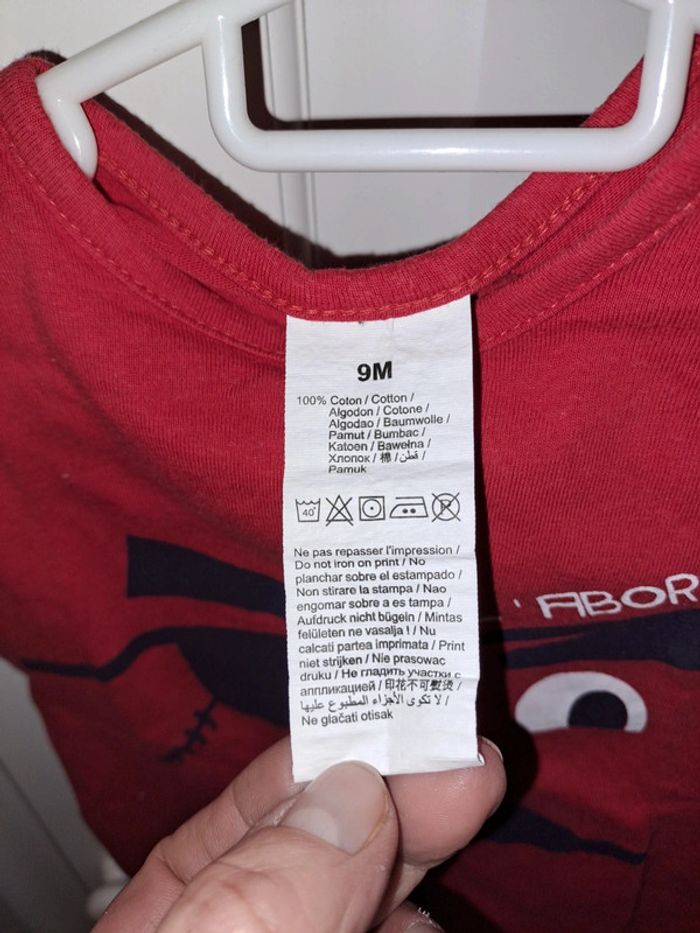 9M
100% Coton / Cotton /
Algodon / Cotone /
Algodao / Baumwolle /
Pamut / Bumbac /
Katoen / Bawełna /
Хлопок / 棉 / قطن /
Pamuk
40°
P
Ne pas repasser l'impression /
Do not iron on print / No
planchar sobre el estampado /
Non stirare la stampa / Nao
engomar sobre a es tampa /
Aufdruck nicht bügeln / Mintas
felületen ne vasalja ! / Nu
calcati partea imprimata / Print
niet strijken / Nie prasowac
druku / Не гладить участки с
аппликацией / 印花不可熨烫 /
لا تكوى الأجزاء المطبوع عليها /
Ne glačati otisak
'ABOR